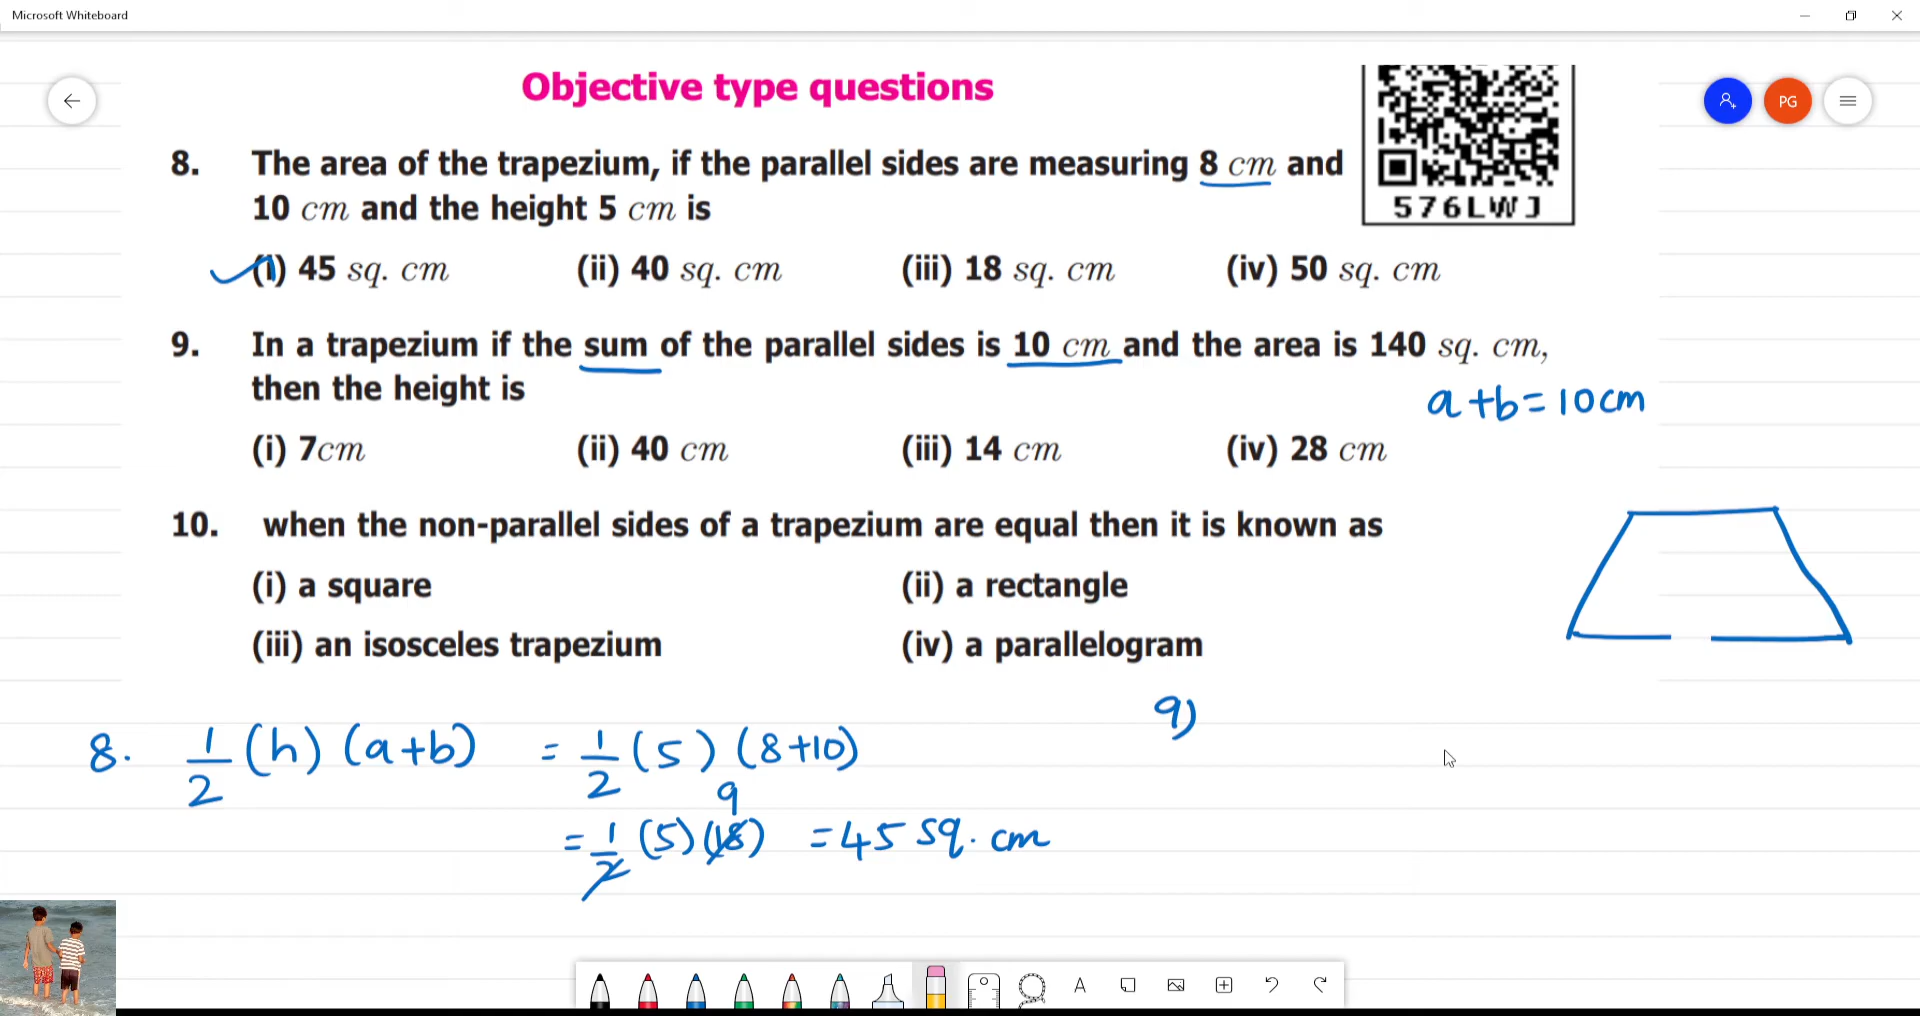 Microsoft Whiteboard
Objective type questions
PG
8. The area of the trapezium, if the parallel sides are measuring 8 cm and
10 cm and the height 5 cm is
576LWJ
(i) 45 sq. cm (ii) 40 sq. cm (iii) 18 sq. cm (iv) 50 sq. cm
9. In a trapezium if the sum of the parallel sides is 10 cm and the area is 140 sq. cm,
then the height is
a+b=10cm
(i) 7cm (ii) 40 cm (iii) 14 cm (iv) 28 cm
10. when the non-parallel sides of a trapezium are equal then it is known as
(i) a square (ii) a rectangle
(iii) an isosceles trapezium (iv) a parallelogram
9)
8. 1/2 (h) (a+b) = 1/2 (5) (8+10)
9
= 1/2 (5) (18) = 45 sq. cm
A